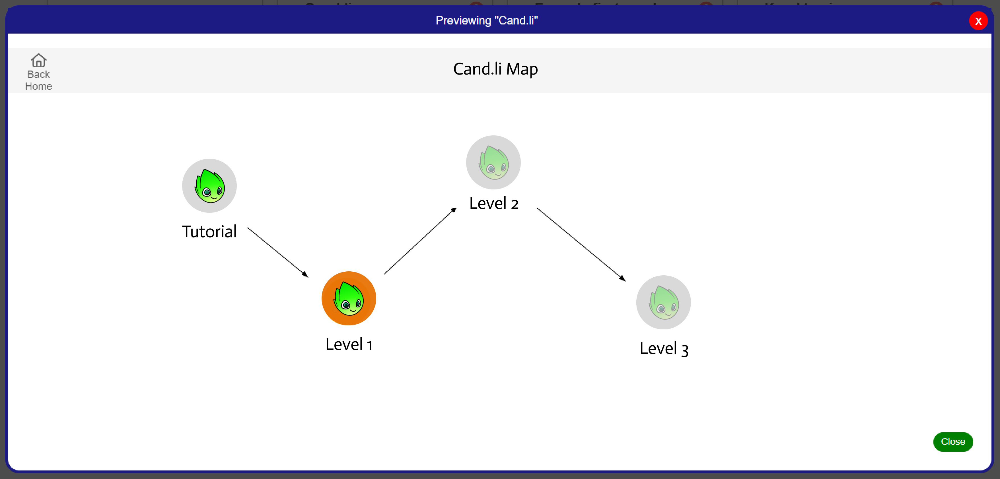 Previewing "Cand.li"
X
Back
Home
Cand.li Map
Level 2
Tutorial
Level 1
Level 3
Close